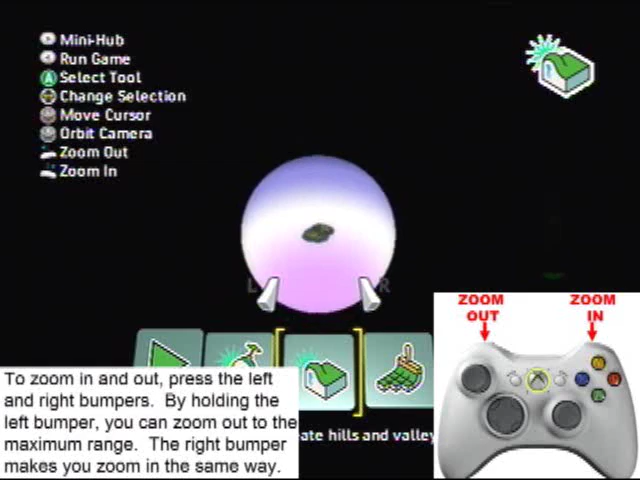 Mini-Hub
Run Game
A Select Tool
Change Selection
Move Cursor
Orbit Camera
Zoom Out
Zoom In
L R
ZOOM OUT
ZOOM IN
To zoom in and out, press the left
and right bumpers. By holding the
left bumper, you can zoom out to the
maximum range. The right bumper
makes you zoom in the same way.
ate hills and valley